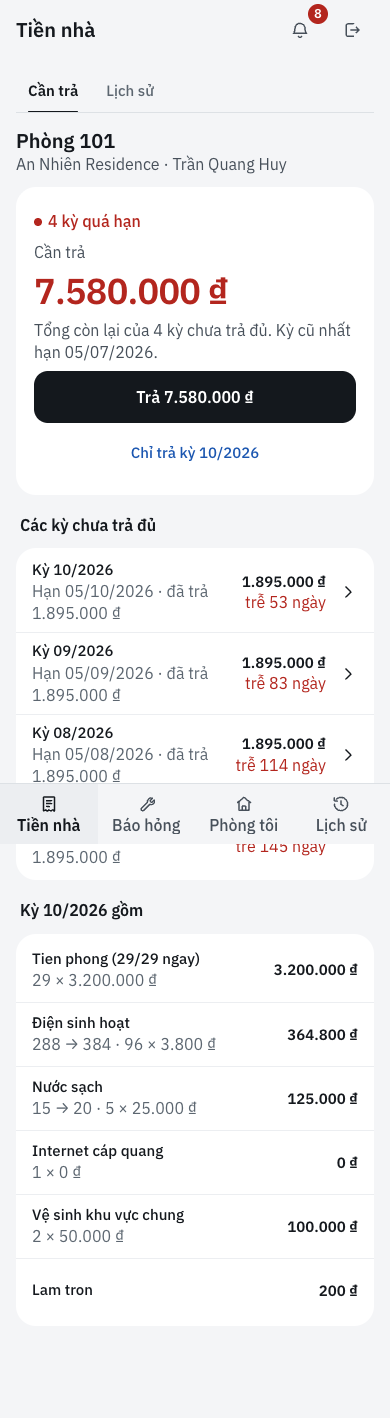 Tiền nhà
8
Cần trả
Lịch sử
Phòng 101
An Nhiên Residence · Trần Quang Huy
4 kỳ quá hạn
Cần trả
7.580.000 ₫
Tổng còn lại của 4 kỳ chưa trả đủ. Kỳ cũ nhất
hạn 05/07/2026.
Trả 7.580.000 ₫
Chỉ trả kỳ 10/2026
Các kỳ chưa trả đủ
Kỳ 10/2026
Hạn 05/10/2026 · đã trả
1.895.000 ₫
1.895.000 ₫
trễ 53 ngày
Kỳ 09/2026
Hạn 05/09/2026 · đã trả
1.895.000 ₫
1.895.000 ₫
trễ 83 ngày
Kỳ 08/2026
Hạn 05/08/2026 · đã trả
1.895.000 ₫
1.895.000 ₫
trễ 114 ngày
Tiền nhà
Báo hỏng
Phòng tôi
Lịch sử
1.895.000 ₫
trễ 145 ngày
Kỳ 10/2026 gồm
Tien phong (29/29 ngay)
29 × 3.200.000 ₫
3.200.000 ₫
Điện sinh hoạt
288 → 384 · 96 × 3.800 ₫
364.800 ₫
Nước sạch
15 → 20 · 5 × 25.000 ₫
125.000 ₫
Internet cáp quang
1 × 0 ₫
0 ₫
Vệ sinh khu vực chung
2 × 50.000 ₫
100.000 ₫
Lam tron
200 ₫